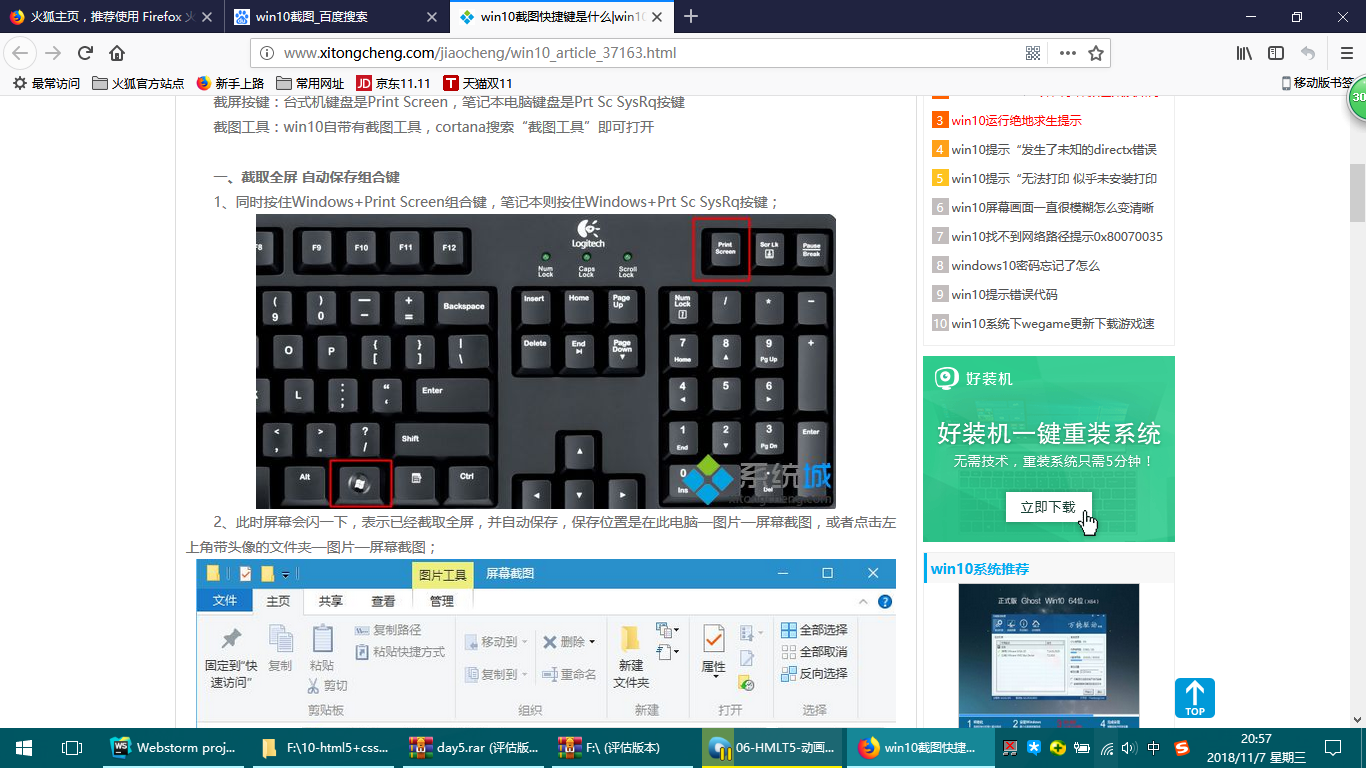 火狐主页，推荐使用 Firefox 火
win10截图_百度搜索
win10截图快捷键是什么|win10
www.xitongcheng.com/jiaocheng/win10_article_37163.html
最常访问
火狐官方站点
新手上路
常用网址
JD 京东11.11
T 天猫双11
移动版书签
30
截屏按键：台式机键盘是Print Screen，笔记本电脑键盘是Prt Sc SysRq按键
截图工具：win10自带有截图工具，cortana搜索“截图工具”即可打开
一、截取全屏 自动保存组合键
1、同时按住Windows+Print Screen组合键，笔记本则按住Windows+Prt Sc SysRq按键；
F8 F9 F10 F11 F12
Logitech
Num Lock
Caps Lock
Scroll Lock
Print Screen
Scr Lk
Pause Break
( 9
) 0
— -
+ =
Backspace
Insert
Home
Page Up
Num Lock
/
*
−
O
P
{ [
} ]
| \
Delete
End
Page Down
7 Home
8
9 Pg Up
+
L
: ;
“ ‘
Enter
4
5
6
< ,
> .
? /
Shift
1 End
2
3 Pg Dn
Enter
Alt
Ctrl
0 Ins
Del
系统城
xitongcheng.com
2、此时屏幕会闪一下，表示已经截取全屏，并自动保存，保存位置是在此电脑—图片—屏幕截图，或者点击左
上角带头像的文件夹—图片—屏幕截图；
图片工具
屏幕截图
文件
主页
共享
查看
管理
固定到“快
速访问”
复制
粘贴
复制路径
粘贴快捷方式
剪切
剪贴板
移动到
复制到
删除
重命名
组织
新建
文件夹
新建
属性
打开
全部选择
全部取消
反向选择
选择
3 win10运行绝地求生提示
4 win10提示“发生了未知的directx错误
5 win10提示“无法打印 似乎未安装打印
6 win10屏幕画面一直很模糊怎么变清晰
7 win10找不到网络路径提示0x80070035
8 windows10密码忘记了怎么
9 win10提示错误代码
10 win10系统下wegame更新下载游戏速
好装机
好装机一键重装系统
无需技术，重装系统只需5分钟！
立即下载
win10系统推荐
正式版 Ghost Win10 64位（X64）
万能驱动
1
2
4
TOP
Webstorm proj...
F:\10-html5+css...
day5.rar (评估版...
F:\ (评估版本)
06-HMLT5-动画...
win10截图快捷...
中
20:57
2018/11/7 星期三